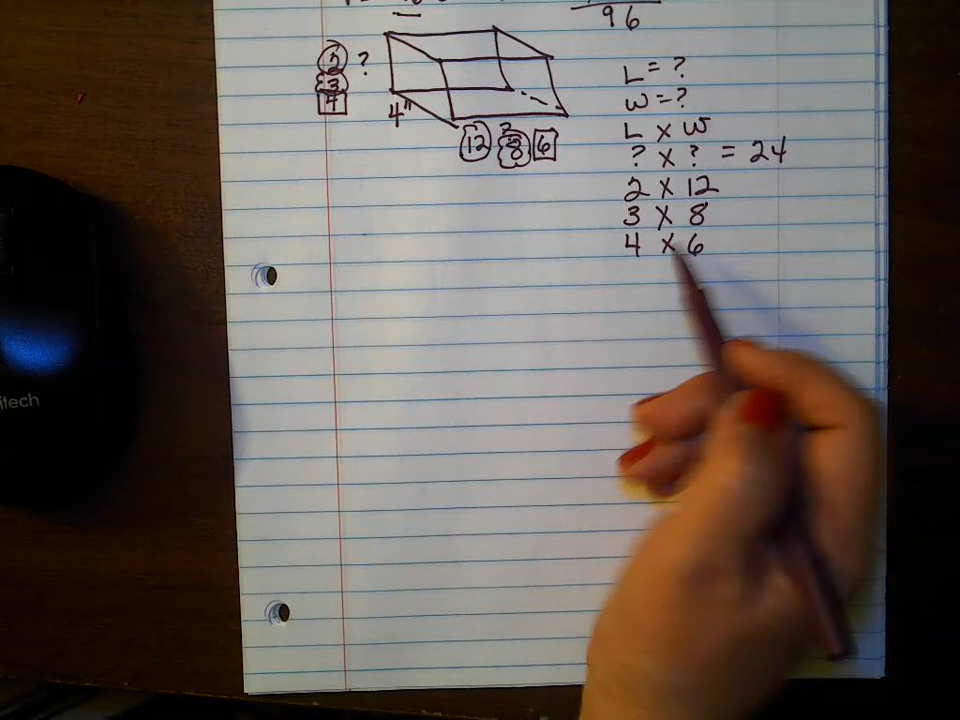 96
2 ?
3
4
4"
?
12 8 6
L = ?
W = ?
L x W
? x ? = 24
2 x 12
3 x 8
4 x 6
itech